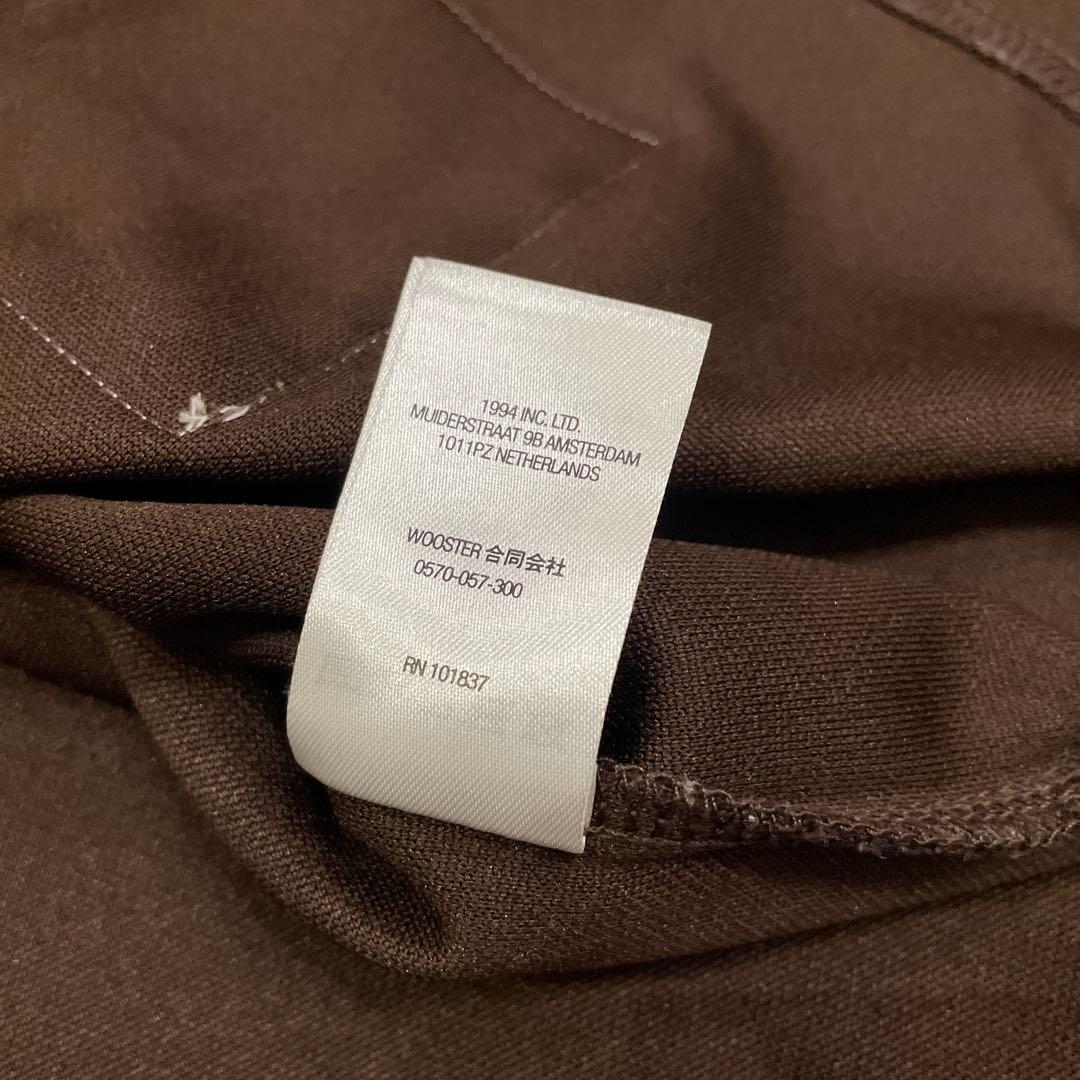 1994 INC. LTD.
MUIDERSTRAAT 9B AMSTERDAM
1011PZ NETHERLANDS
WOOSTER 合同会社
0570-057-300
RN 101837